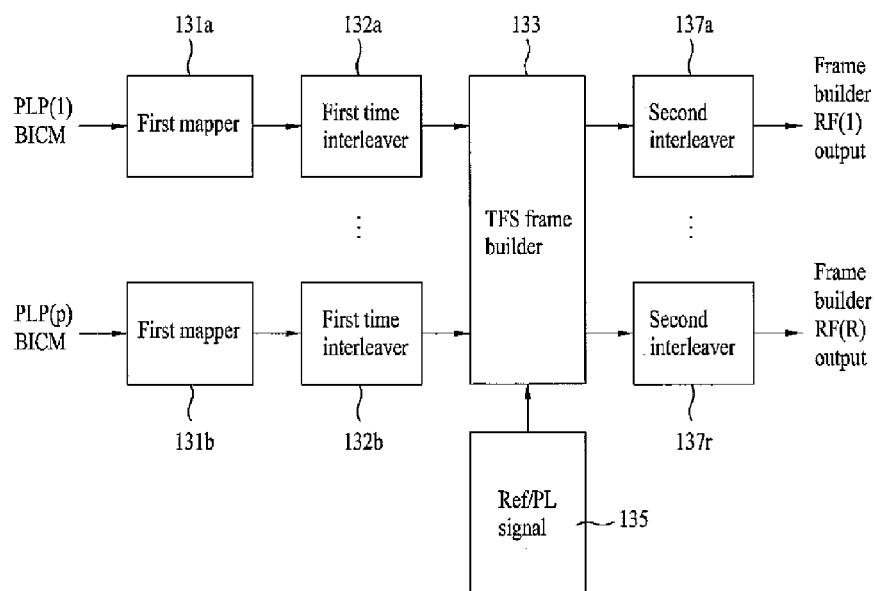 131a
132a
133
137a
PLP(1)
BICM
First mapper
First time
interleaver
TFS frame
builder
Second
interleaver
Frame
builder
RF(1)
output
PLP(p)
BICM
First mapper
First time
interleaver
Second
interleaver
Frame
builder
RF(R)
output
131b
132b
137r
Ref/PL
signal
135